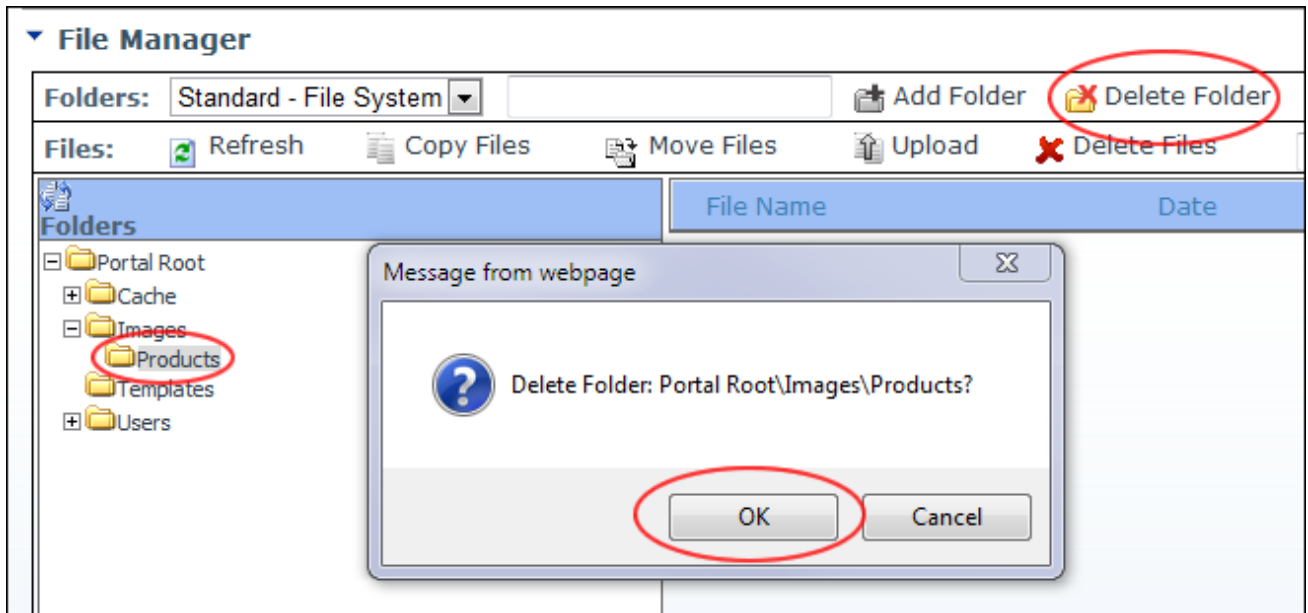 File Manager
Folders: Standard - File System Add Folder Delete Folder
Files: Refresh Copy Files Move Files Upload Delete Files
Folders
File Name Date
Portal Root
Cache
Images
Products
Templates
Users
Message from webpage
Delete Folder: Portal Root\Images\Products?
OK Cancel